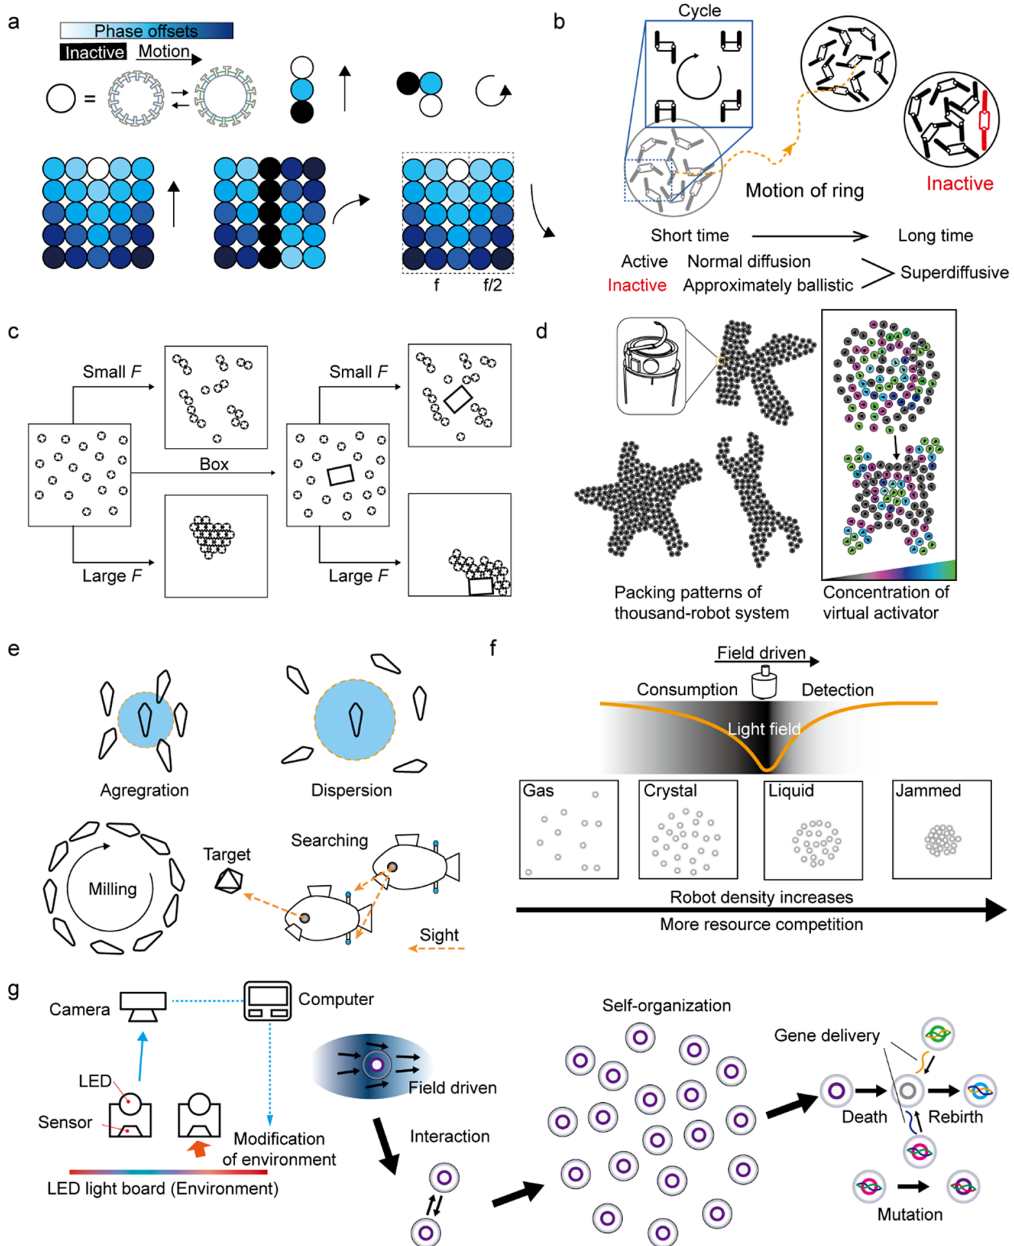 a
Phase offsets
Inactive
Motion
=
f
f/2
b
Cycle
Motion of ring
Inactive
Short time
Long time
Active
Normal diffusion
Inactive
Approximately ballistic
Superdiffusive
c
Small F
Small F
Box
Large F
Large F
d
Packing patterns of
thousand-robot system
Concentration of
virtual activator
e
Agregration
Dispersion
Milling
Target
Searching
Sight
f
Field driven
Consumption
Detection
Light field
Gas
Crystal
Liquid
Jammed
Robot density increases
More resource competition
g
Camera
Computer
LED
Sensor
Modification
of environment
LED light board (Environment)
Field driven
Interaction
Self-organization
Gene delivery
Death
Rebirth
Mutation